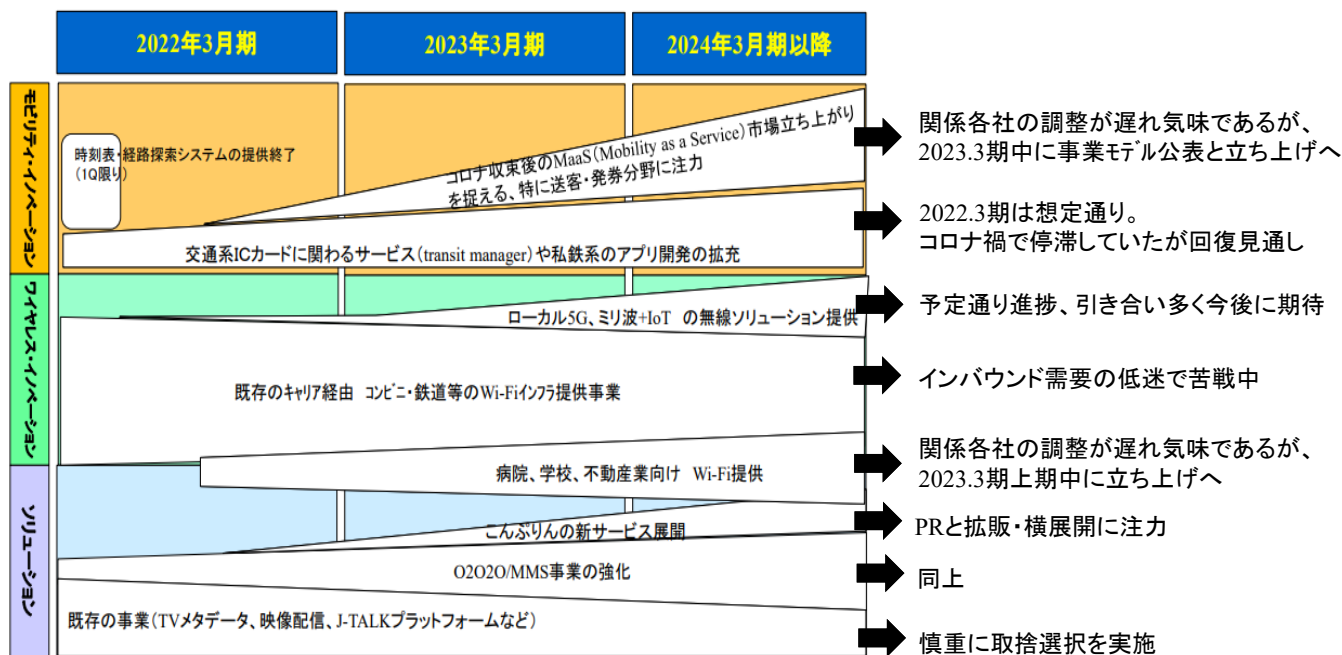 2022年3月期
2023年3月期
2024年3月期以降
モビリティ・イノベーション
時刻表・経路探索システムの提供終了
（1Q限り）
コロナ収束後のMaaS（Mobility as a Service）市場立ち上がり
を捉える、特に送客・発券分野に注力
関係各社の調整が遅れ気味であるが、
2023.3期中に事業モデル公表と立ち上げへ
交通系ICカードに関わるサービス（transit manager）や私鉄系のアプリ開発の拡充
2022.3期は想定通り。
コロナ禍で停滞していたが回復見通し
ワイヤレス・イノベーション
ローカル5G、ミリ波+IoT の無線ソリューション提供
予定通り進捗、引き合い多く今後に期待
既存のキャリア経由 コンビニ・鉄道等のWi-Fiインフラ提供事業
インバウンド需要の低迷で苦戦中
病院、学校、不動産業向け Wi-Fi提供
関係各社の調整が遅れ気味であるが、
2023.3期上期中に立ち上げへ
ソリューション
こんぷりんの新サービス展開
PRと拡販・横展開に注力
O2O2O/MMS事業の強化
同上
既存の事業（TVメタデータ、映像配信、J-TALKプラットフォームなど）
慎重に取捨選択を実施